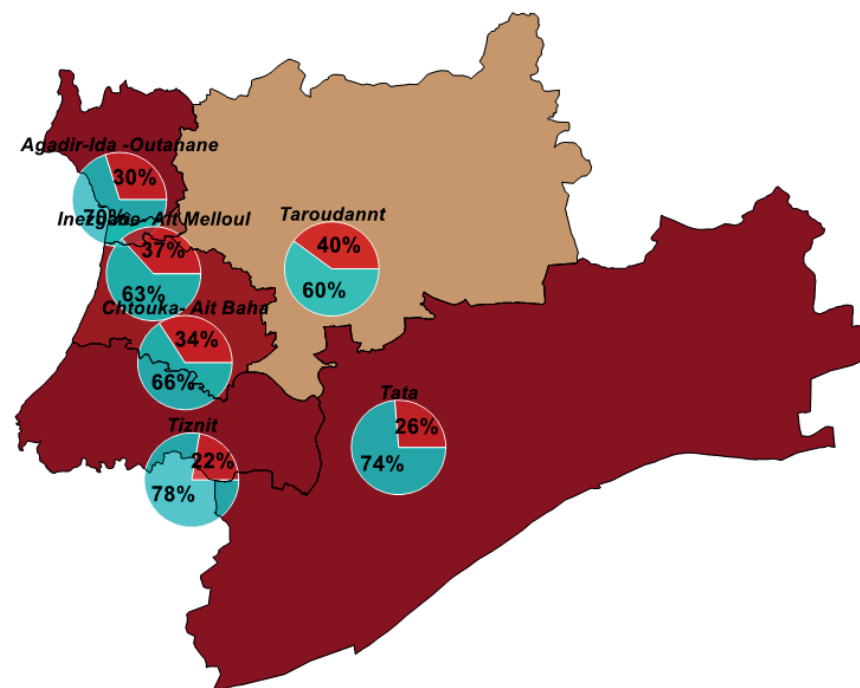 Agadir-Ida -Outanane
30%
70%
Inezgane- Ait Melloul
37%
63%
Taroudannt
40%
60%
Chtouka- Ait Baha
34%
66%
Tata
26%
74%
Tiznit
22%
78%